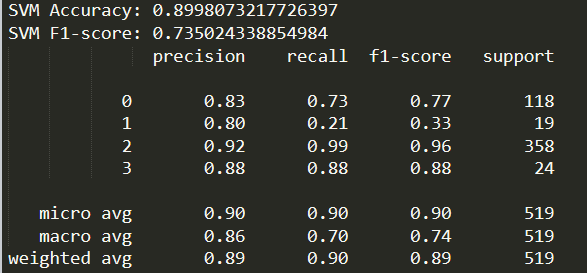 SVM Accuracy: 0.8998073217726397
SVM F1-score: 0.735024338854984
precision recall f1-score support
0 0.83 0.73 0.77 118
1 0.80 0.21 0.33 19
2 0.92 0.99 0.96 358
3 0.88 0.88 0.88 24
micro avg 0.90 0.90 0.90 519
macro avg 0.86 0.70 0.74 519
weighted avg 0.89 0.90 0.89 519